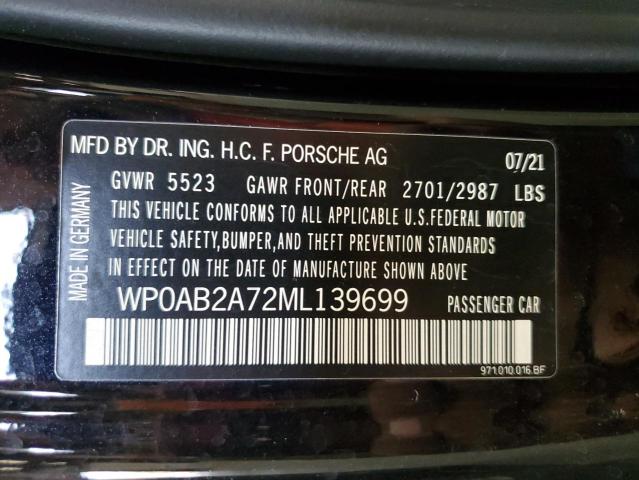 MFD BY DR. ING. H.C. F. PORSCHE AG 07/21
GVWR 5523 GAWR FRONT/REAR 2701/2987 LBS
THIS VEHICLE CONFORMS TO ALL APPLICABLE U.S.FEDERAL MOTOR
VEHICLE SAFETY,BUMPER,AND THEFT PREVENTION STANDARDS
IN EFFECT ON THE DATE OF MANUFACTURE SHOWN ABOVE
WP0AB2A72ML139699 PASSENGER CAR
971.010.016.BF
MADE IN GERMANY